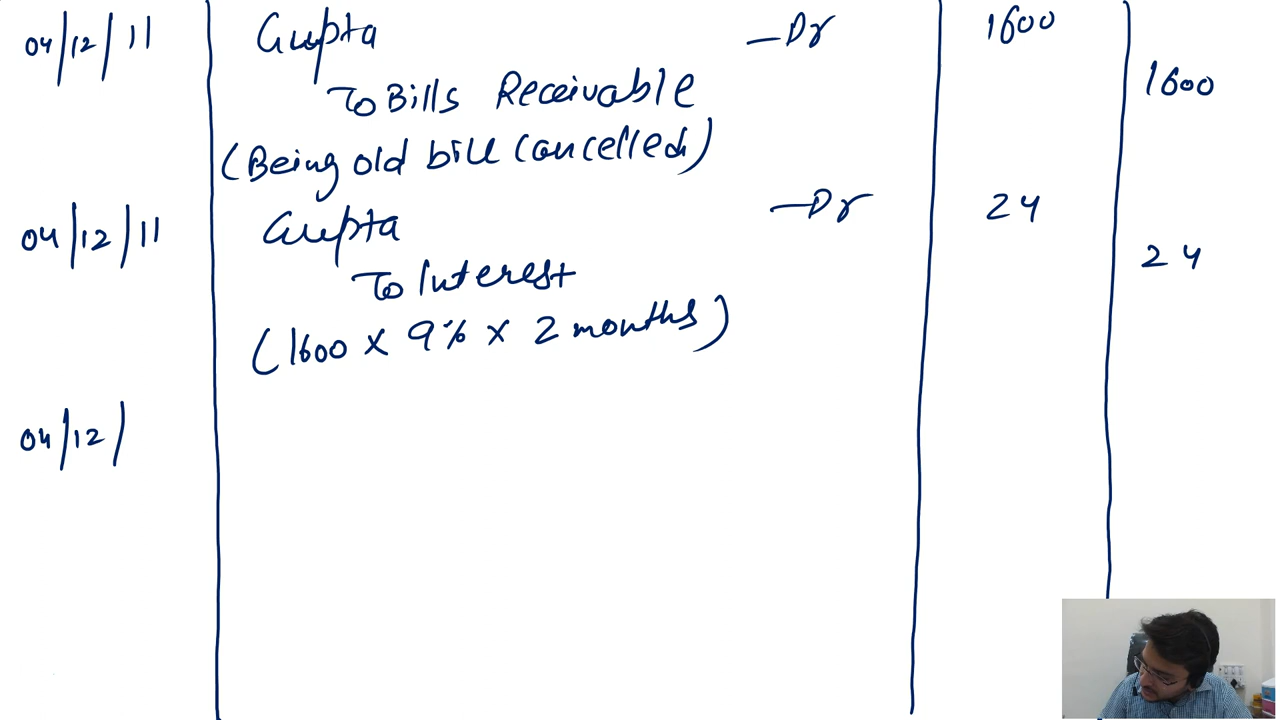 04/12/11 Gupta —Dr 1600
To Bills Receivable 1600
(Being old bill cancelled)
04/12/11 Gupta —Dr 24
To Interest 24
(1600 x 9% x 2 months)
04/12/